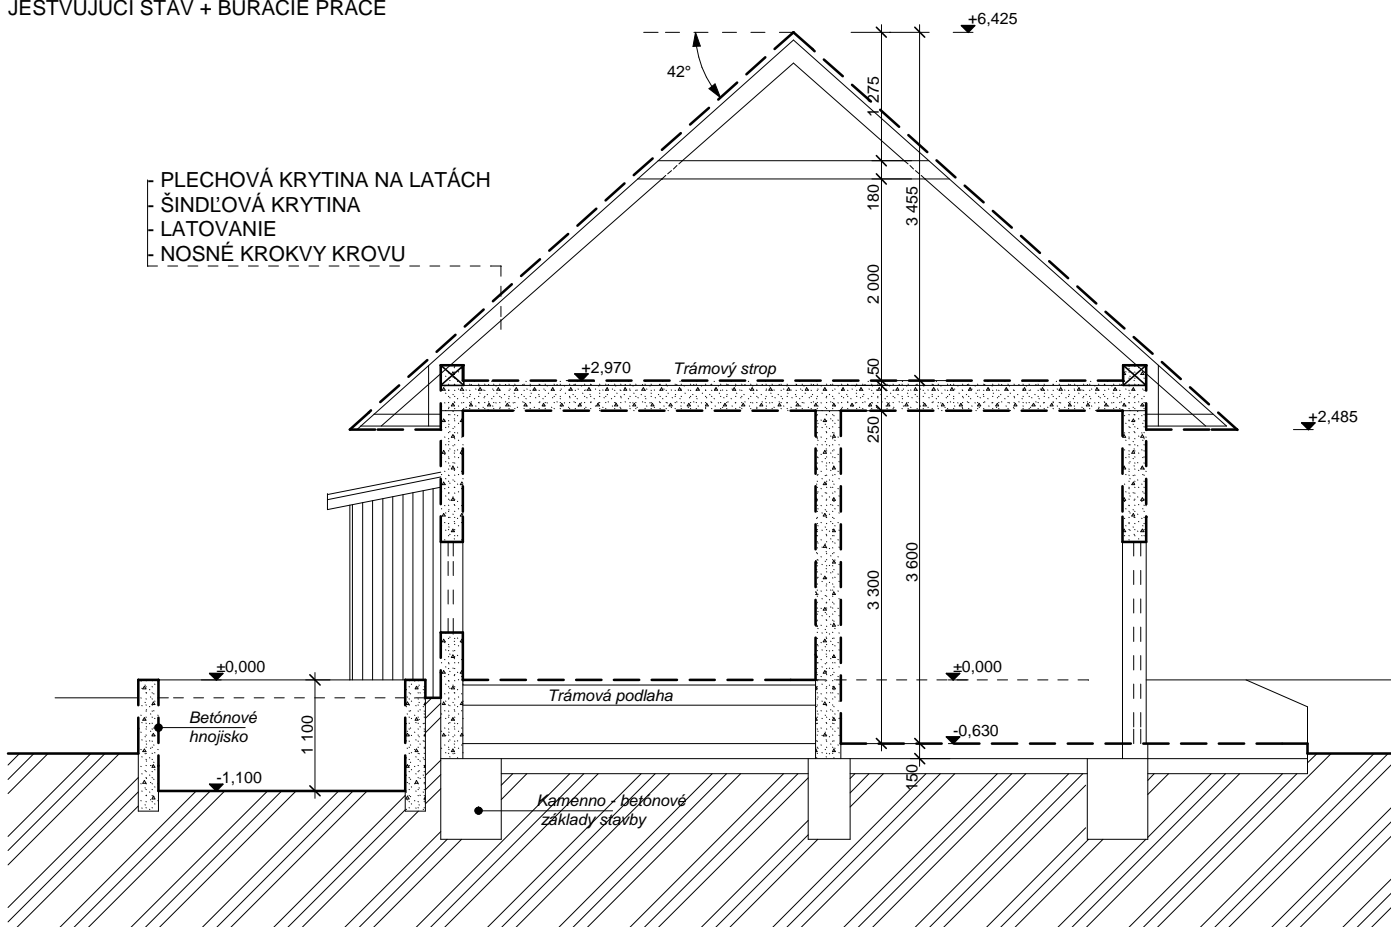 JESTVUJÚCI STAV + BÚRACIE PRÁCE
+6,425
42°
1 275
PLECHOVÁ KRYTINA NA LATÁCH
ŠINDĽOVÁ KRYTINA
LATOVANIE
NOSNÉ KROKVY KROVU
180
3 455
2 000
+2,970
Trámový strop
50
250
+2,485
3 300
3 600
±0,000
±0,000
Trámová podlaha
Betónové
hnojisko
1 100
-0,630
-1,100
150
Kamenno - betónové
základy stavby